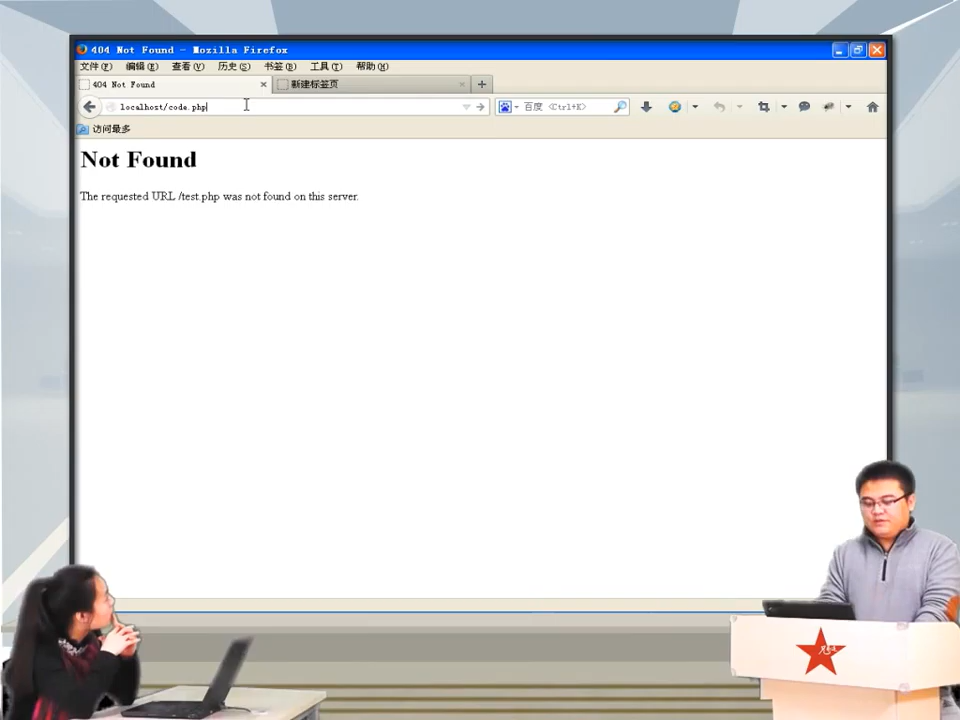 404 Not Found - Mozilla Firefox
文件(F) 编辑(E) 查看(V) 历史(S) 书签(B) 工具(T) 帮助(H)
404 Not Found × 新建标签页 × +
localhost/code.php 百度 <Ctrl+K>
访问最多
Not Found
The requested URL /test.php was not found on this server.